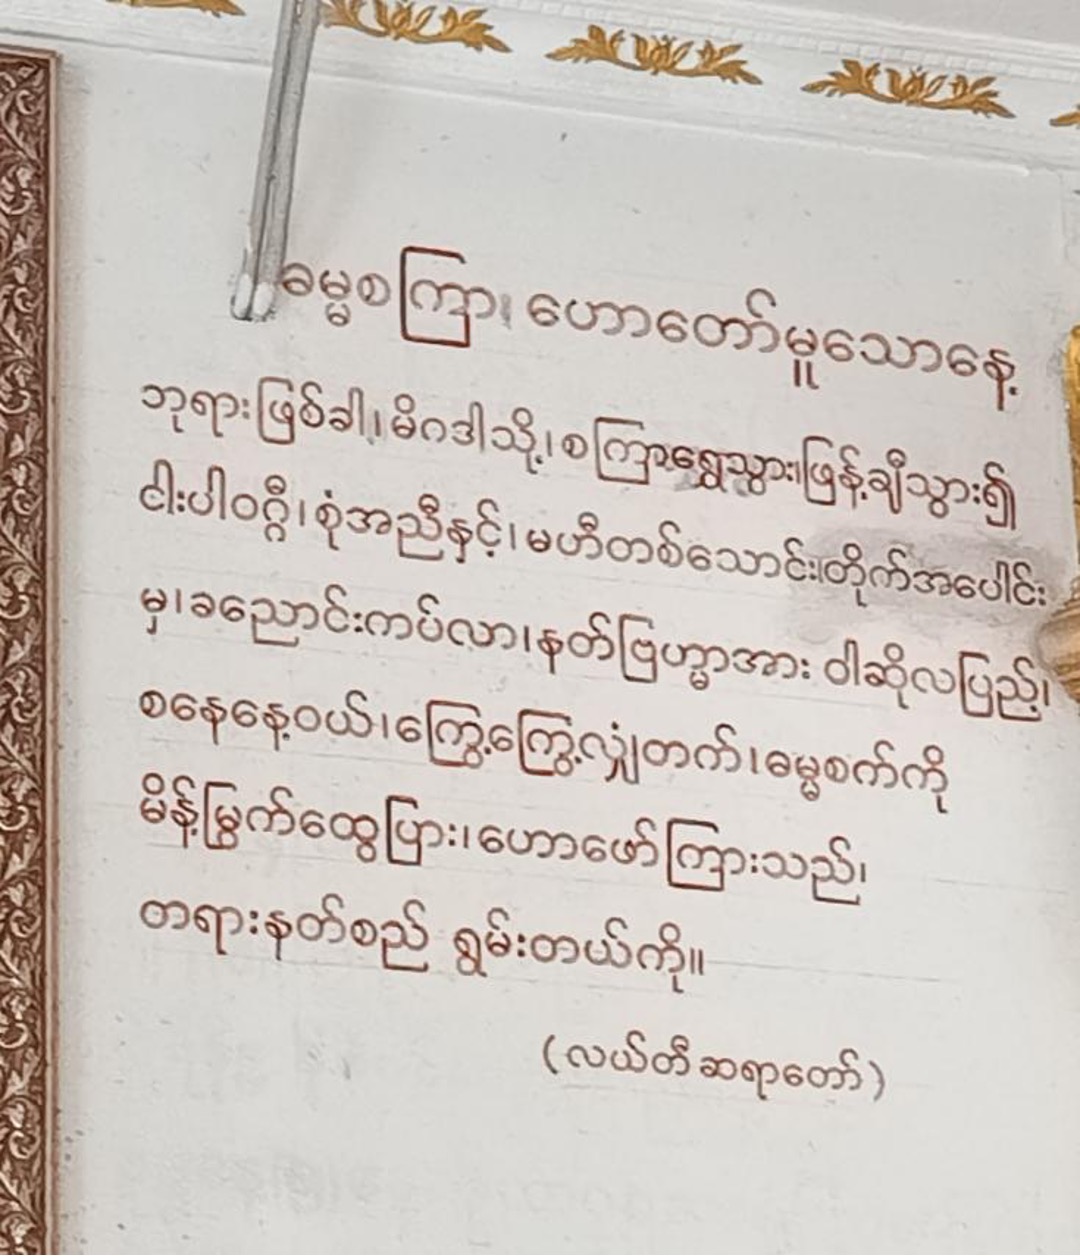 ဓမ္မစကြာ၊ ဟောတော်မူသောနေ့
ဘုရားဖြစ်ခါ၊မိဂဒါသို့၊စကြာရွှေသွား၊ဖြန့်ချီသွား၍
ငါးပါဝဂ္ဂီ၊စုံအညီနှင့်၊မဟီတစ်သောင်း၊တိုက်အပေါင်း
မှ၊ခညောင်းကပ်လာ၊နတ်ဗြဟ္မာအား ဝါဆိုလပြည့်၊
စနေနေ့ဝယ်၊ကြွေ့ကြွေ့လျှံတက်၊ဓမ္မစက်ကို
မိန့်မြွက်ထွေပြား၊ဟောဖော်ကြားသည်၊
တရားနတ်စည် ရွမ်းတယ်ကို။
(လယ်တီဆရာတော်)